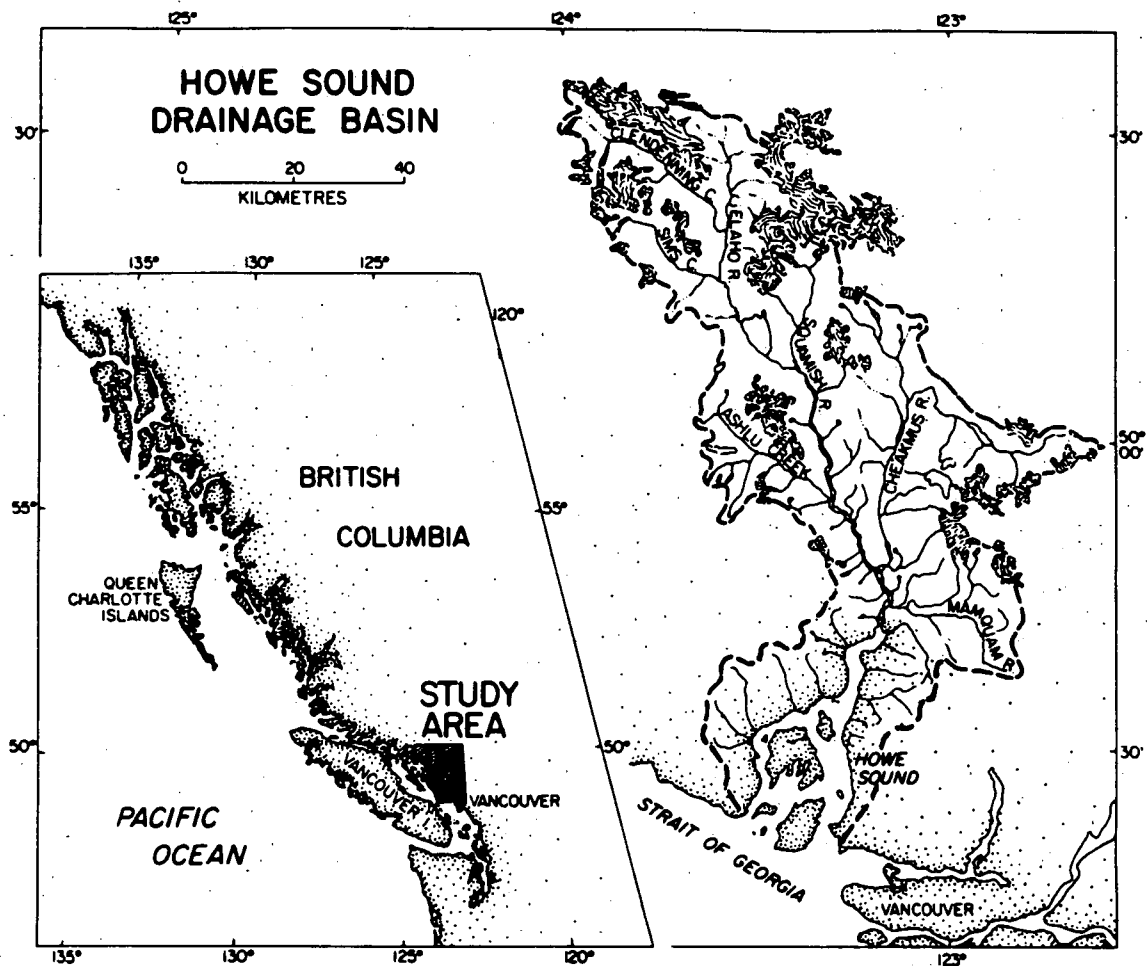 125°
124°
123°
HOWE SOUND
DRAINAGE BASIN
0 20 40
KILOMETRES
30'
30'
CLENDENNING C.
ELAHO R.
SIMS C.
SQUAMISH R.
ASHLU CREEK
CHEAKMUS R.
50°
00'
MAMQUAM R.
135°
130°
125°
120°
BRITISH
COLUMBIA
55°
55°
QUEEN
CHARLOTTE
ISLANDS
STUDY
AREA
50°
50°
30'
VANCOUVER I
VANCOUVER
HOWE
SOUND
PACIFIC
OCEAN
STRAIT OF GEORGIA
VANCOUVER
135°
130°
125°
120°
123°